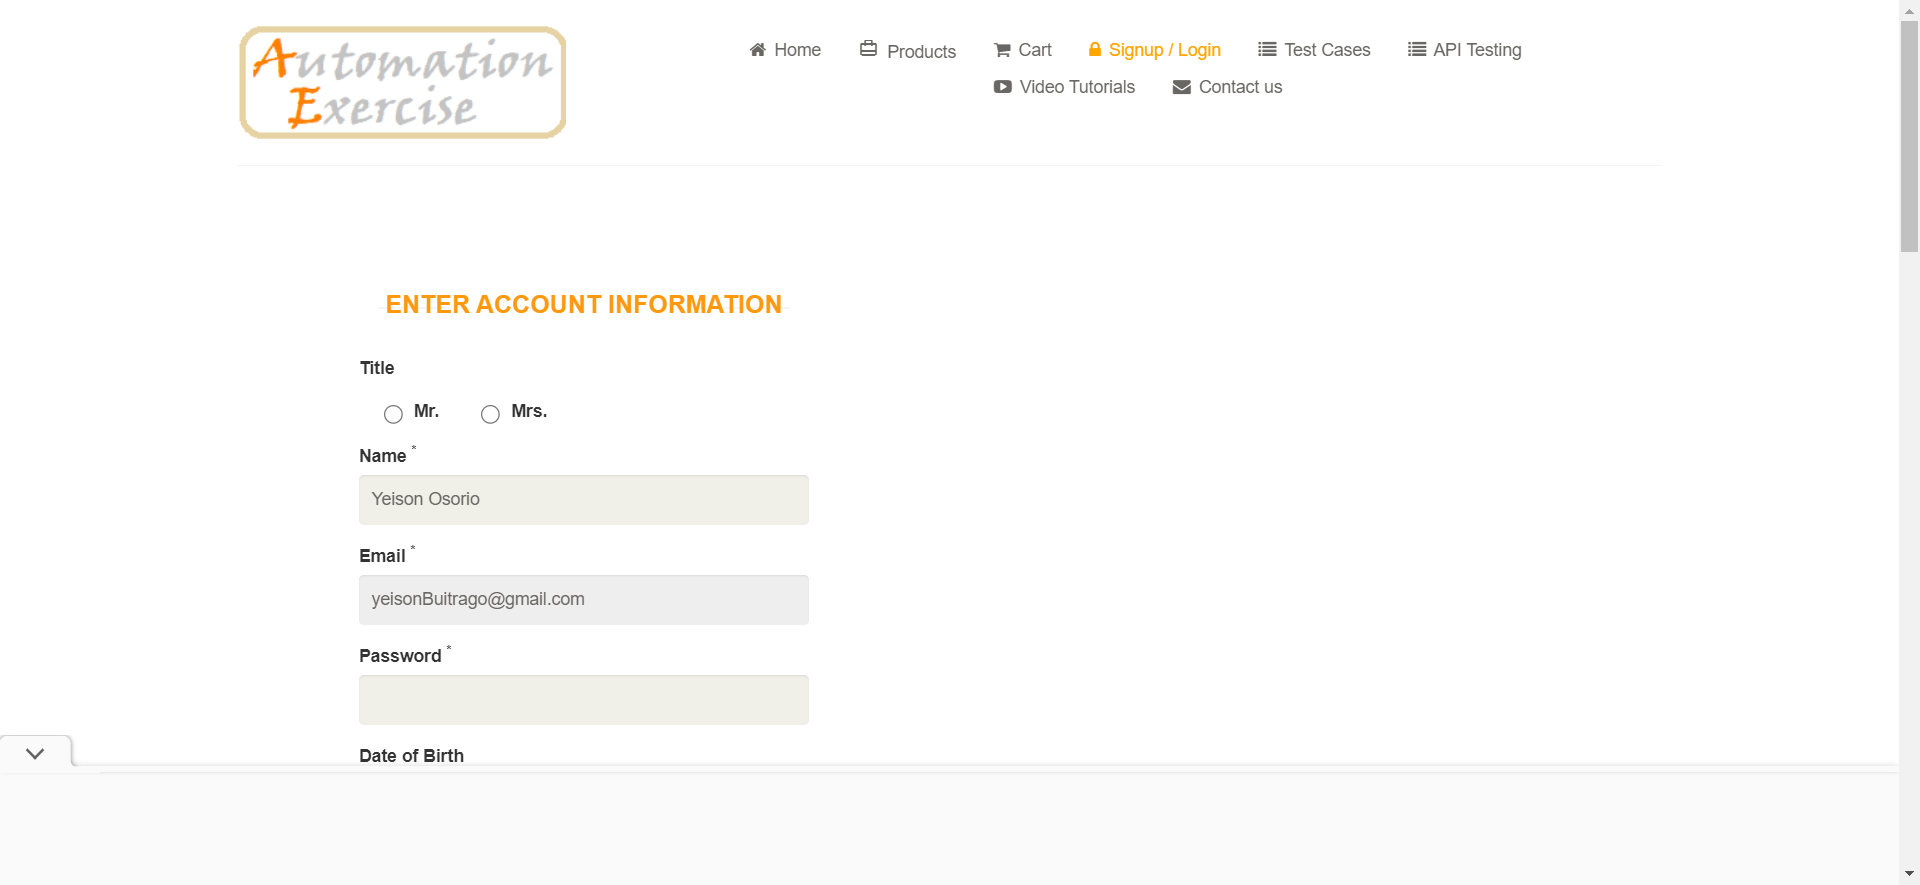 Automation
Exercise
Home Products Cart Signup / Login Test Cases API Testing
Video Tutorials Contact us
ENTER ACCOUNT INFORMATION
Title
Mr. Mrs.
Name *
Yeison Osorio
Email *
yeisonBuitrago@gmail.com
Password *
Date of Birth